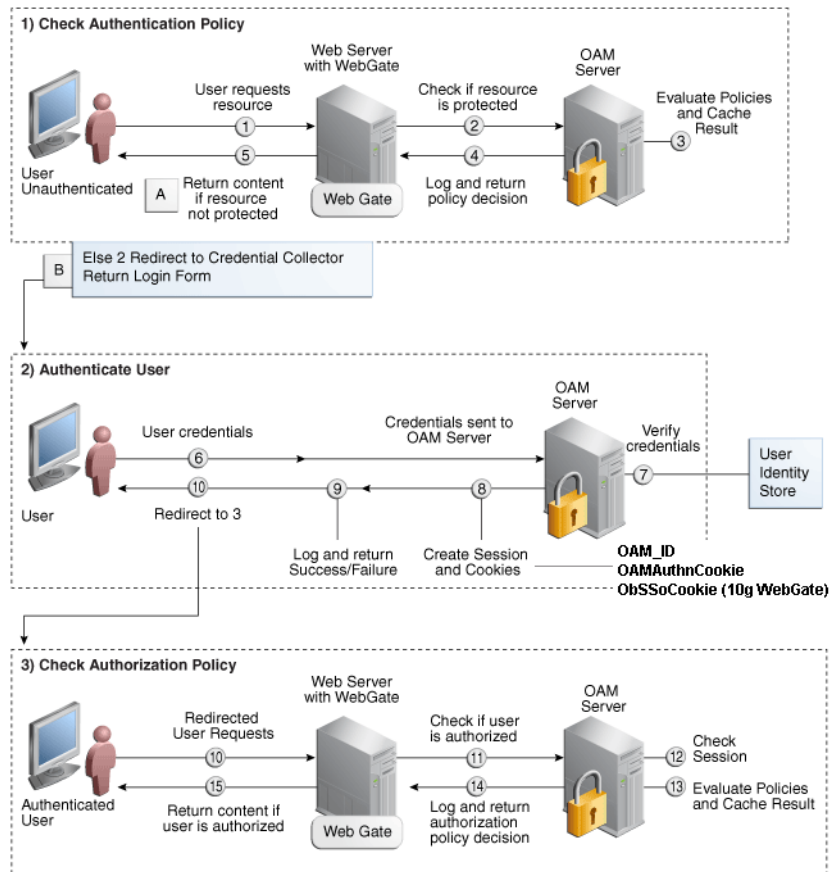 1) Check Authentication Policy
Web Server
with WebGate
OAM
Server
User requests
resource
Check if resource
is protected
Evaluate Policies
and Cache
Result
1
2
3
5
4
User
Unauthenticated
A
Return content
if resource
not protected
Web Gate
Log and return
policy decision
B
Else 2 Redirect to Credential Collector
Return Login Form
2) Authenticate User
OAM
Server
User credentials
Credentials sent to
OAM Server
Verify
credentials
6
7
User
Identity
Store
10
9
8
User
Redirect to 3
Log and return
Success/Failure
Create Session
and Cookies
OAM_ID
OAMAuthnCookie
ObSSoCookie (10g WebGate)
3) Check Authorization Policy
Web Server
with WebGate
OAM
Server
Redirected
User Requests
Check if user
is authorized
10
11
12
Check
Session
15
14
13
Evaluate Policies
and Cache Result
Authenticated
User
Return content if
user is authorized
Web Gate
Log and return
authorization
policy decision